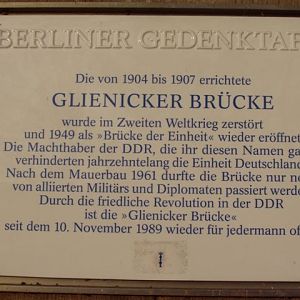 BERLINER GEDENKTAF
Die von 1904 bis 1907 errichtete
GLIENICKER BRÜCKE
wurde im Zweiten Weltkrieg zerstört
und 1949 als »Brücke der Einheit« wieder eröffnet
Die Machthaber der DDR, die ihr diesen Namen ga
verhinderten jahrzehntelang die Einheit Deutschland
Nach dem Mauerbau 1961 durfte die Brücke nur no
von alliierten Militärs und Diplomaten passiert werde
Durch die friedliche Revolution in der DDR
ist die »Glienicker Brücke«
seit dem 10. November 1989 wieder für jedermann off